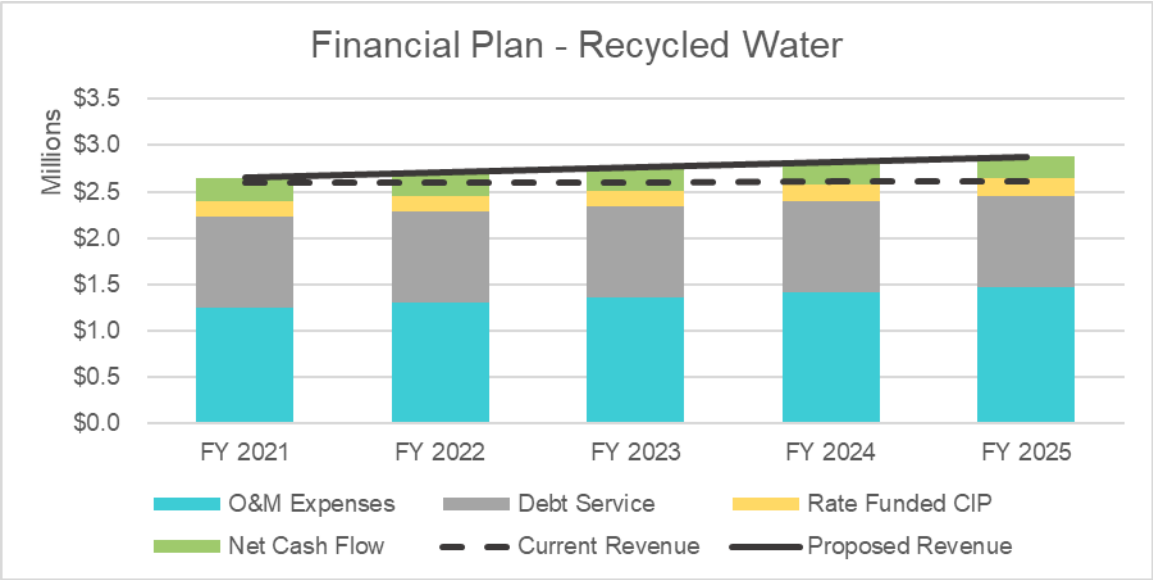 Financial Plan - Recycled Water
Millions
$3.5
$3.0
$2.5
$2.0
$1.5
$1.0
$0.5
$0.0
FY 2021 FY 2022 FY 2023 FY 2024 FY 2025
O&M Expenses Debt Service Rate Funded CIP
Net Cash Flow Current Revenue Proposed Revenue